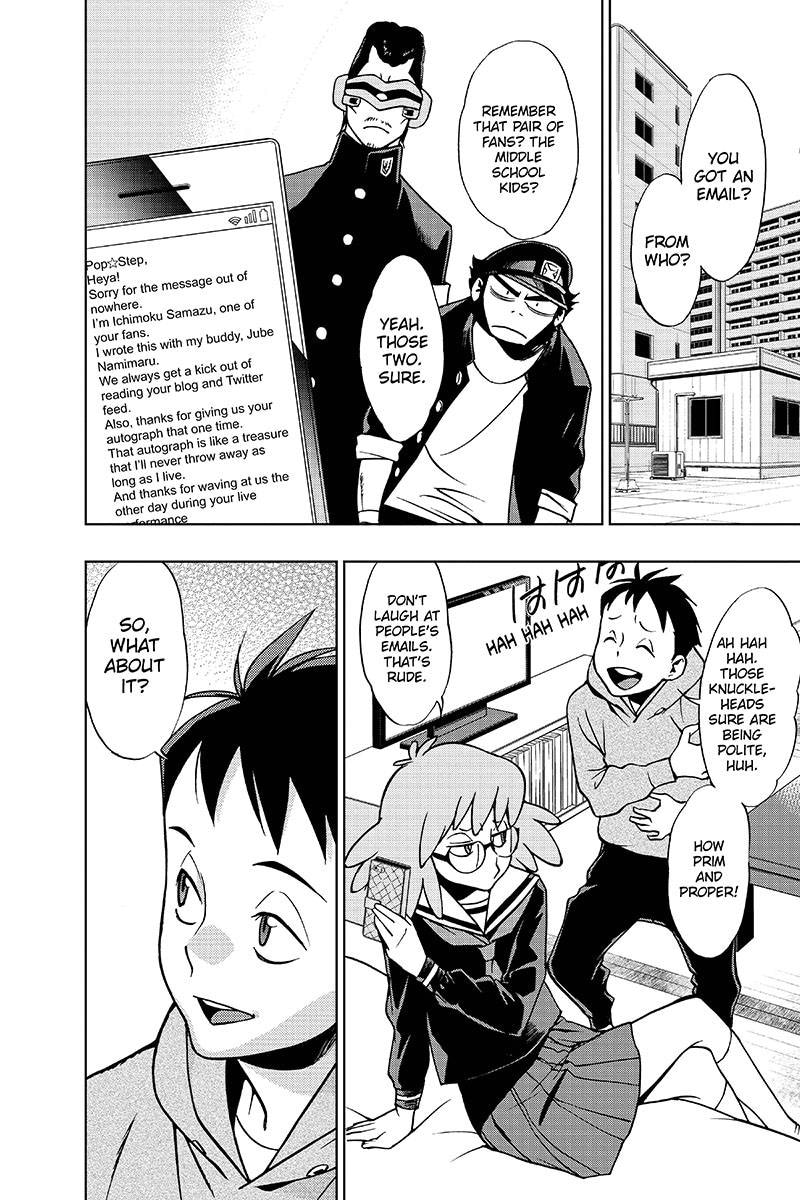 YOU
GOT AN
EMAIL?
FROM
WHO?
REMEMBER
THAT PAIR OF
FANS? THE
MIDDLE
SCHOOL
KIDS?
YEAH.
THOSE
TWO.
SURE.
Pop☆Step,
Heya!
Sorry for the message out of
nowhere.
I'm Ichimoku Samazu, one of
your fans.
I wrote this with my buddy, Jube
Namimaru.
We always get a kick out of
reading your blog and Twitter
feed.
Also, thanks for giving us your
autograph that one time.
That autograph is like a treasure
that I'll never throw away as
long as I live.
And thanks for waving at us the
other day during your live
performance
AH HAH
HAH.
THOSE
KNUCKLE-
HEADS
SURE ARE
BEING
POLITE,
HUH.
HOW
PRIM
AND
PROPER!
はははは
HAH HAH HAH
DON'T
LAUGH AT
PEOPLE'S
EMAILS.
THAT'S
RUDE.
SO,
WHAT
ABOUT
IT?